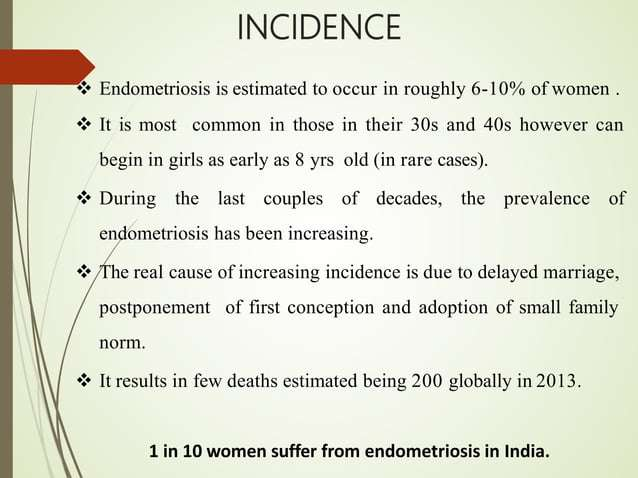 INCIDENCE
❖ Endometriosis is estimated to occur in roughly 6-10% of women .
❖ It is most common in those in their 30s and 40s however can
begin in girls as early as 8 yrs old (in rare cases).
❖ During the last couples of decades, the prevalence of
endometriosis has been increasing.
❖ The real cause of increasing incidence is due to delayed marriage,
postponement of first conception and adoption of small family
norm.
❖ It results in few deaths estimated being 200 globally in 2013.
1 in 10 women suffer from endometriosis in India.